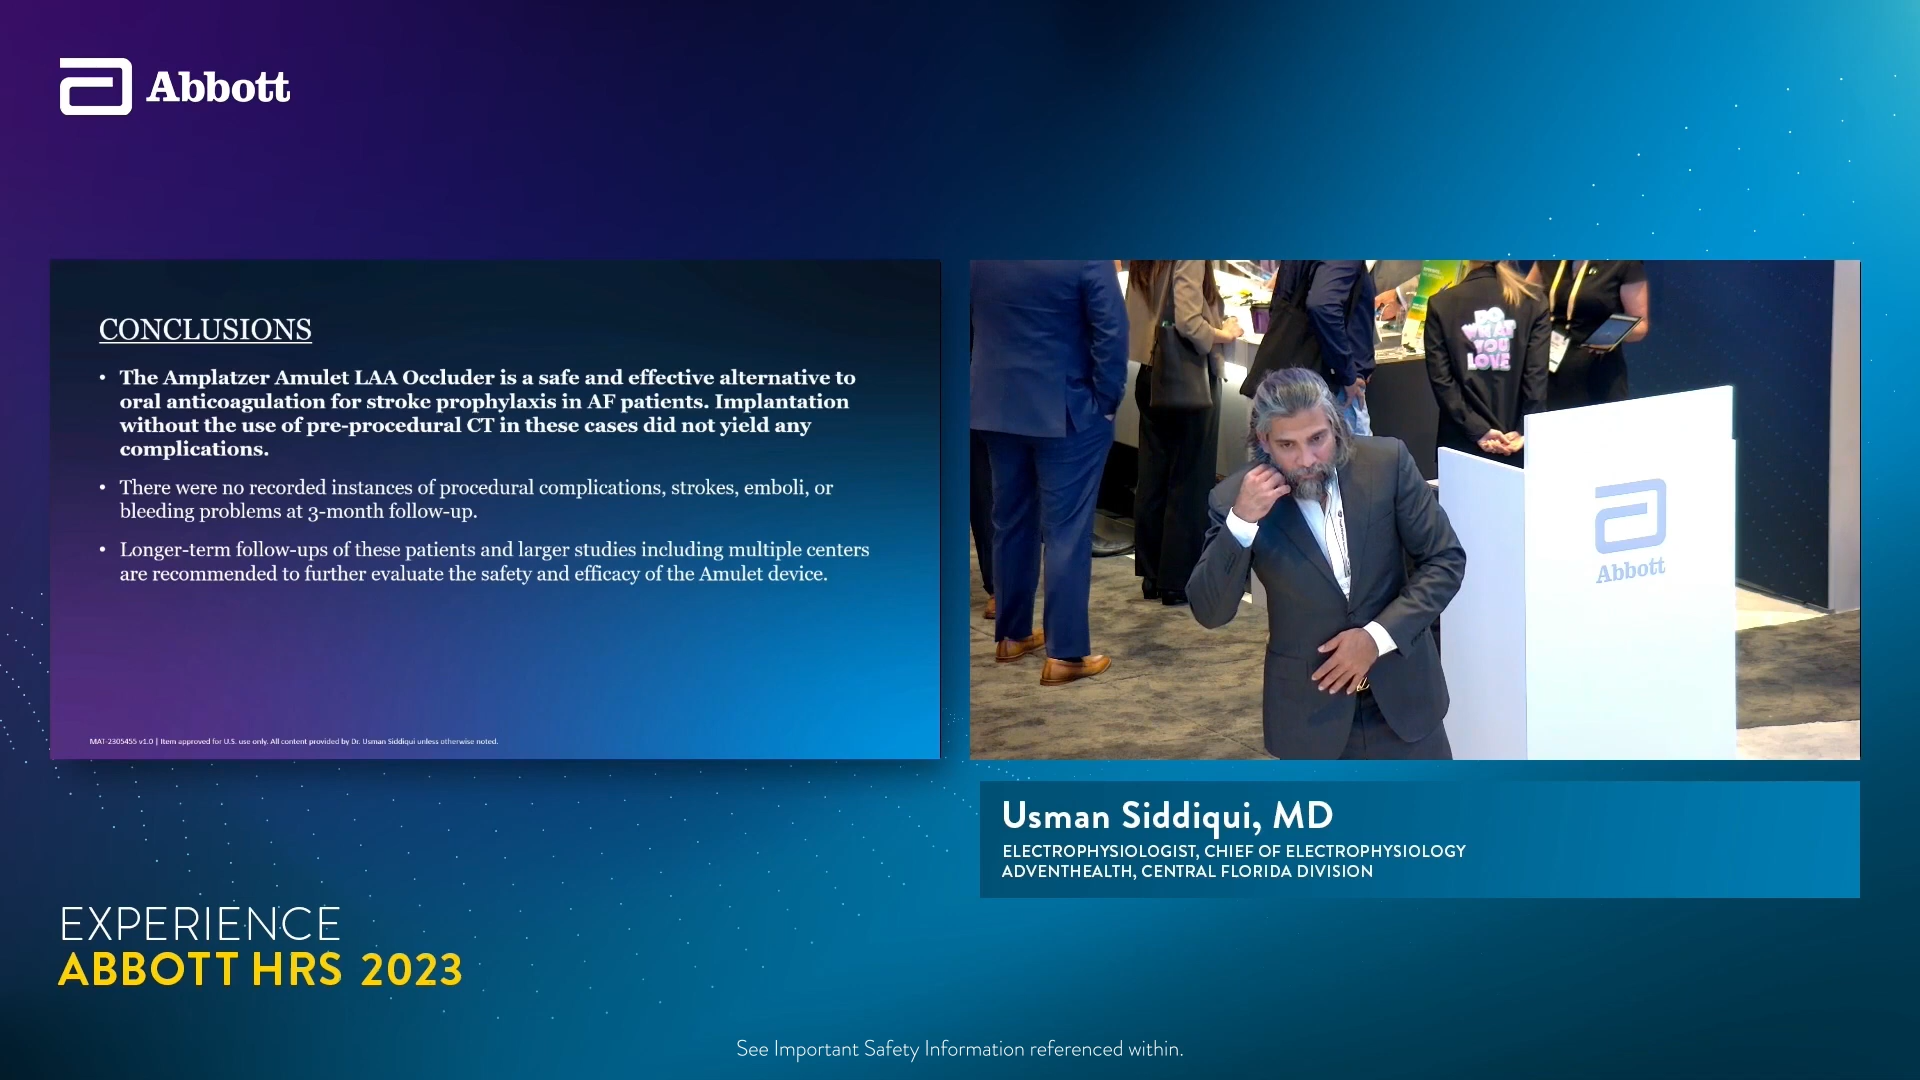 Abbott
CONCLUSIONS
• The Amplatzer Amulet LAA Occluder is a safe and effective alternative to
oral anticoagulation for stroke prophylaxis in AF patients. Implantation
without the use of pre-procedural CT in these cases did not yield any
complications.
• There were no recorded instances of procedural complications, strokes, emboli, or
bleeding problems at 3-month follow-up.
• Longer-term follow-ups of these patients and larger studies including multiple centers
are recommended to further evaluate the safety and efficacy of the Amulet device.
MAT-2305455 v1.0 | Item approved for U.S. use only. All content provided by Dr. Usman Siddiqui unless otherwise noted.
DO
WHAT
YOU
LOVE
Abbott
Usman Siddiqui, MD
ELECTROPHYSIOLOGIST, CHIEF OF ELECTROPHYSIOLOGY
ADVENTHEALTH, CENTRAL FLORIDA DIVISION
EXPERIENCE
ABBOTT HRS 2023
See Important Safety Information referenced within.